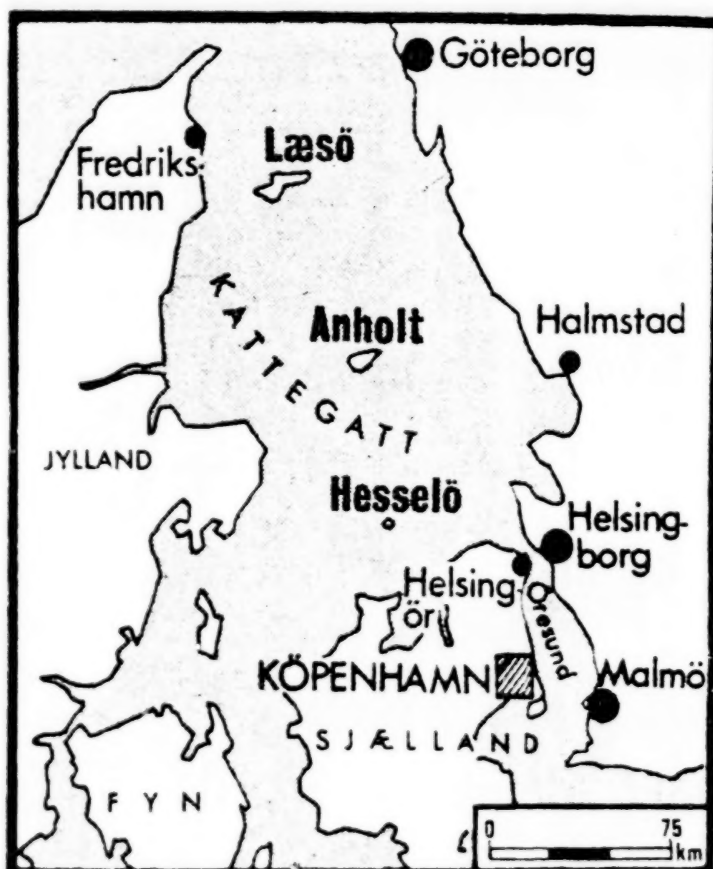 Göteborg
Fredriks-
hamn
Læsö
KATTEGATT
Anholt
Halmstad
JYLLAND
Hesselö
Helsing-
borg
Helsing-
ör
Öresund
KÖPENHAMN
Malmö
SJÆLLAND
FYN
0 75
km